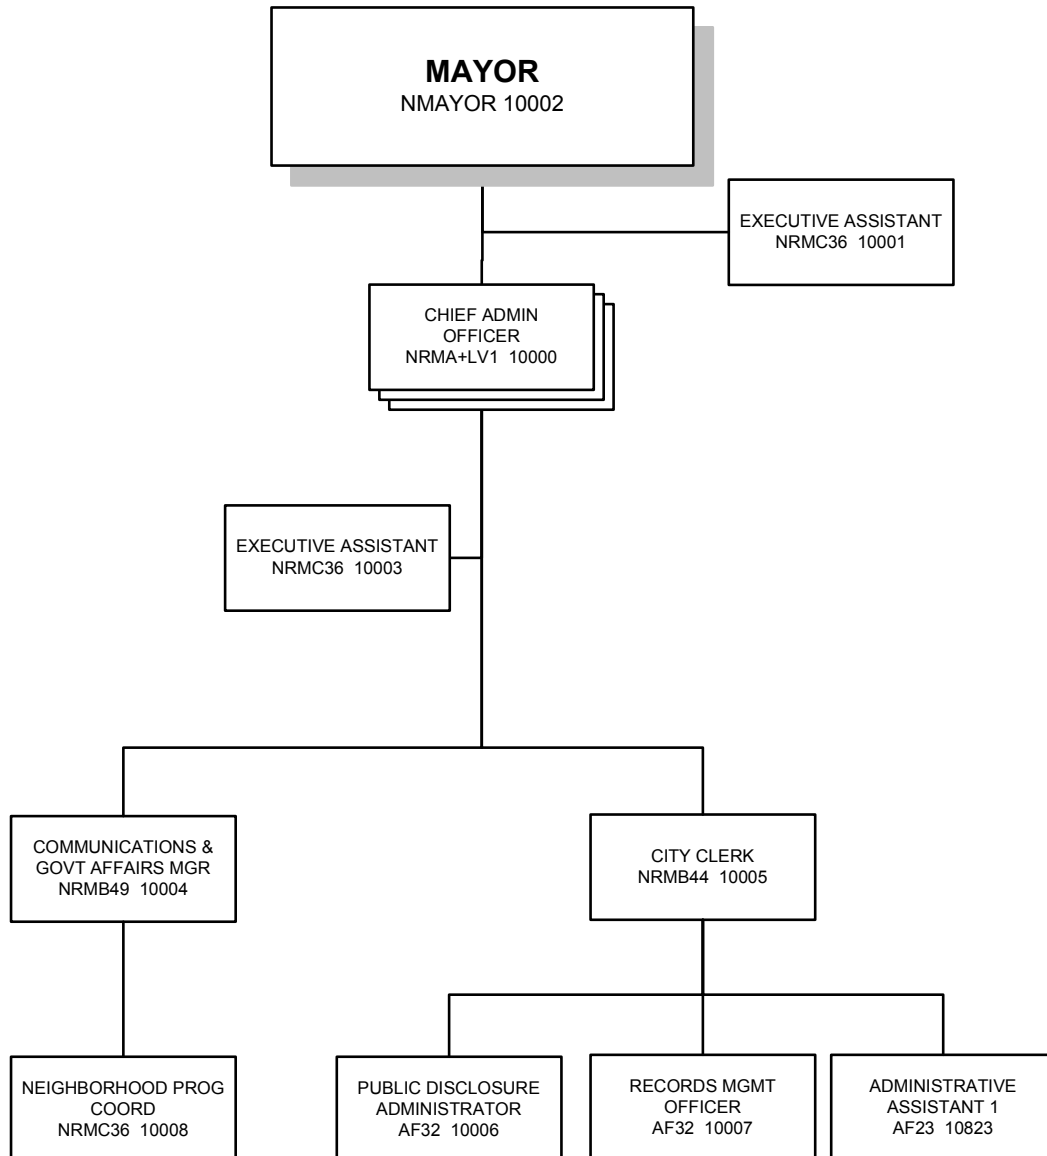 MAYOR
NMAYOR 10002
EXECUTIVE ASSISTANT
NRMC36 10001
CHIEF ADMIN
OFFICER
NRMA+LV1 10000
EXECUTIVE ASSISTANT
NRMC36 10003
COMMUNICATIONS &
GOVT AFFAIRS MGR
NRMB49 10004
CITY CLERK
NRMB44 10005
NEIGHBORHOOD PROG
COORD
NRMC36 10008
PUBLIC DISCLOSURE
ADMINISTRATOR
AF32 10006
RECORDS MGMT
OFFICER
AF32 10007
ADMINISTRATIVE
ASSISTANT 1
AF23 10823